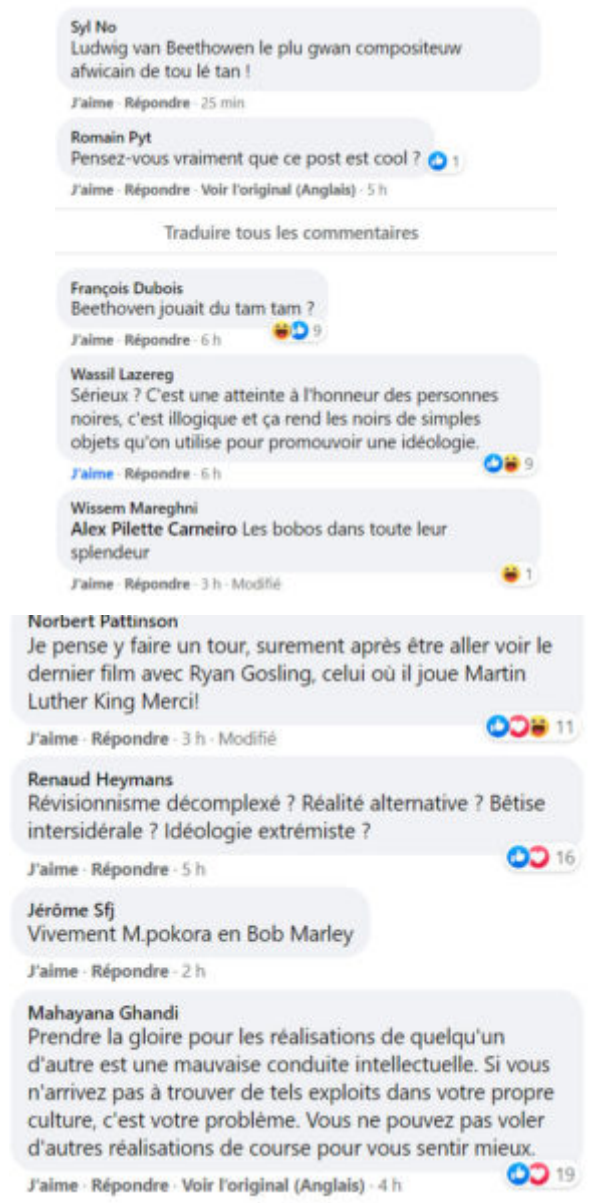 Syl No
Ludwig van Beethowen le plu gwan compositeuw
afwicain de tou lé tan !
J'aime · Répondre · 25 min
Romain Pyt
Pensez-vous vraiment que ce post est cool ? 1
J'aime · Répondre · Voir l'original (Anglais) · 5 h
Traduire tous les commentaires
François Dubois
Beethoven jouait du tam tam ?
J'aime · Répondre · 6 h 9
Wassil Lazereg
Sérieux ? C'est une atteinte à l'honneur des personnes
noires, c'est illogique et ça rend les noirs de simples
objets qu'on utilise pour promouvoir une idéologie.
J'aime · Répondre · 6 h 9
Wissem Mareghni
Alex Pilette Carneiro Les bobos dans toute leur
splendeur
J'aime · Répondre · 3 h · Modifié 1
Norbert Pattinson
Je pense y faire un tour, surement après être aller voir le
dernier film avec Ryan Gosling, celui où il joue Martin
Luther King Merci!
J'aime · Répondre · 3 h · Modifié 11
Renaud Heymans
Révisionnisme décomplexé ? Réalité alternative ? Bêtise
intersidérale ? Idéologie extrémiste ?
J'aime · Répondre · 5 h 16
Jérôme Sfj
Vivement M.pokora en Bob Marley
J'aime · Répondre · 2 h
Mahayana Ghandi
Prendre la gloire pour les réalisations de quelqu'un
d'autre est une mauvaise conduite intellectuelle. Si vous
n'arrivez pas à trouver de tels exploits dans votre propre
culture, c'est votre problème. Vous ne pouvez pas voler
d'autres réalisations de course pour vous sentir mieux.
J'aime · Répondre · Voir l'original (Anglais) · 4 h 19